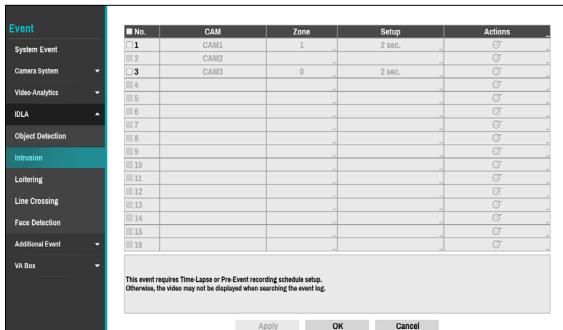 Event
System Event
Camera System
Video-Analytics
IDLA
Object Detection
Intrusion
Loitering
Line Crossing
Face Detection
Additional Event
VA Box
No. CAM Zone Setup Actions
1 CAM1 1 2 sec.
2 CAM2
3 CAM3 0 2 sec.
4
5
6
7
8
9
10
11
12
13
14
15
16
This event requires Time-Lapse or Pre-Event recording schedule setup.
Otherwise, the video may not be displayed when searching the event log.
Apply OK Cancel